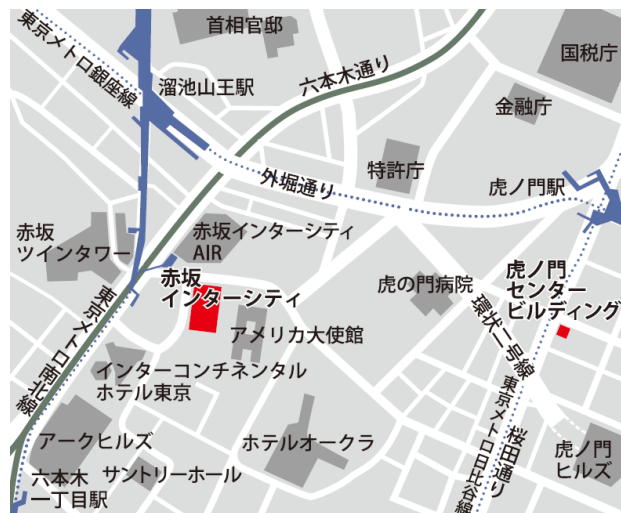 首相官邸
国税庁
東京メトロ銀座線
溜池山王駅
六本木通り
金融庁
特許庁
外堀通り
虎ノ門駅
赤坂
ツインタワー
赤坂インターシティ
AIR
赤坂
インターシティ
虎の門病院
虎ノ門
センター
ビルディング
東京メトロ南北線
アメリカ大使館
環状二号線
インターコンチネンタル
ホテル東京
東京メトロ日比谷線
桜田通り
アークヒルズ
ホテルオークラ
虎ノ門
ヒルズ
六本木
一丁目駅
サントリーホール